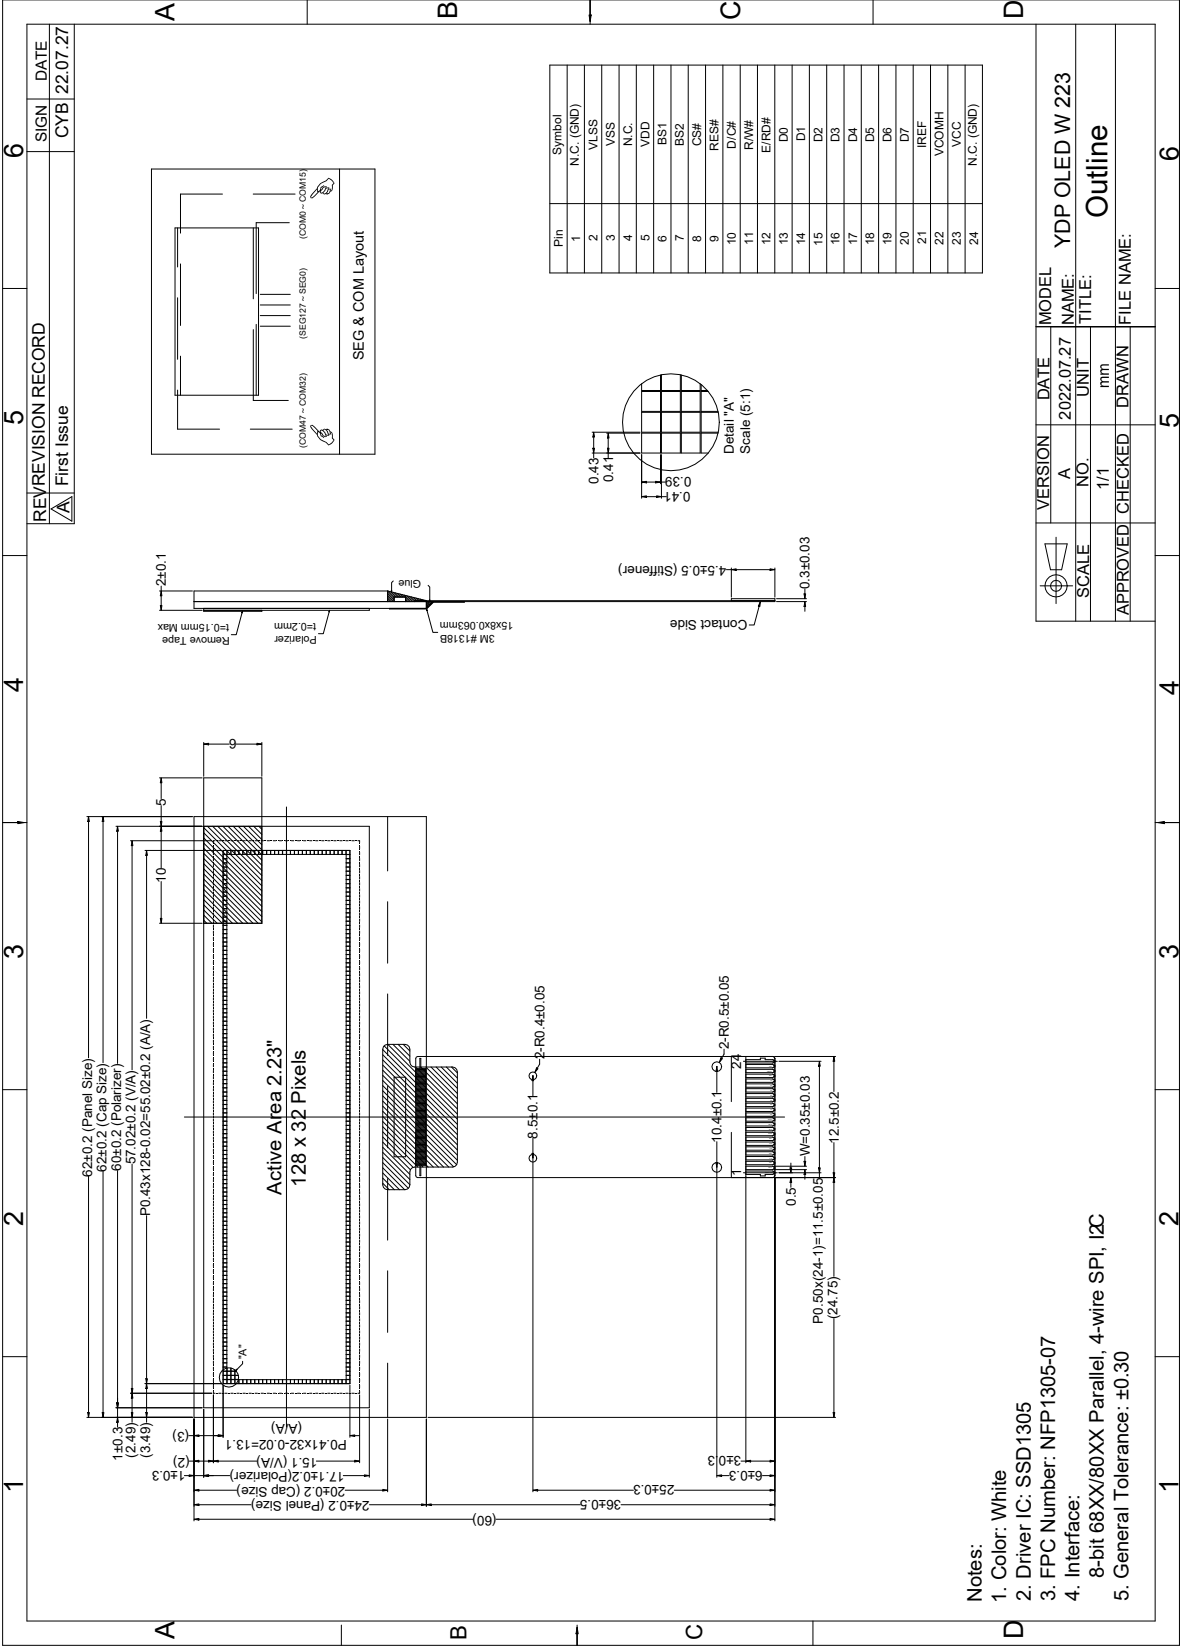 1
2
3
4
5
6
A
B
C
D
REV REVISION RECORD SIGN DATE
A First Issue CYB 22.07.27
62±0.2 (Panel Size)
62±0.2 (Cap Size)
60±0.2 (Polarizer)
57.02±0.2 (V/A)
P0.43x128-0.02=55.02±0.2 (A/A)
1±0.3
(2.49)
(3.49)
10
5
6
Active Area 2.23"
128 x 32 Pixels
"A"
(3)
(2)
1±0.3
P0.41x32-0.02=13.1
(A/A)
15.1 (V/A)
17.1±0.2(Polarizer)
20±0.2 (Cap Size)
24±0.2 (Panel Size)
(60)
36±0.5
25±0.3
6±0.3
3±0.3
8.5±0.1
2-R0.4±0.05
10.4±0.1
2-R0.5±0.05
1
24
0.5
W=0.35±0.03
P0.50x(24-1)=11.5±0.05
12.5±0.2
(24.75)
2±0.1
Remove Tape
t=0.15mm Max
Polarizer
t=0.2mm
Glue
3M #1318B
15x8x0.063mm
4.5±0.5 (Stiffener)
Contact Side
0.3±0.03
(COM47 ~ COM32)
(SEG127 ~ SEG0)
(COM0 ~ COM15)
SEG & COM Layout
0.43
0.41
0.39
0.41
Detail "A"
Scale (5:1)
Pin Symbol
1 N.C. (GND)
2 VLSS
3 VSS
4 N.C.
5 VDD
6 BS1
7 BS2
8 CS#
9 RES#
10 D/C#
11 R/W#
12 E/RD#
13 D0
14 D1
15 D2
16 D3
17 D4
18 D5
19 D6
20 D7
21 IREF
22 VCOMH
23 VCC
24 N.C. (GND)
Notes:
1. Color: White
2. Driver IC: SSD1305
3. FPC Number: NFP1305-07
4. Interface:
8-bit 68XX/80XX Parallel, 4-wire SPI, I2C
5. General Tolerance: ±0.30
VERSION DATE MODEL NAME: YDP OLED W 223
A 2022.07.27
SCALE NO. UNIT TITLE: Outline
1/1 mm
APPROVED CHECKED DRAWN FILE NAME:
A
B
C
D
1
2
3
4
5
6